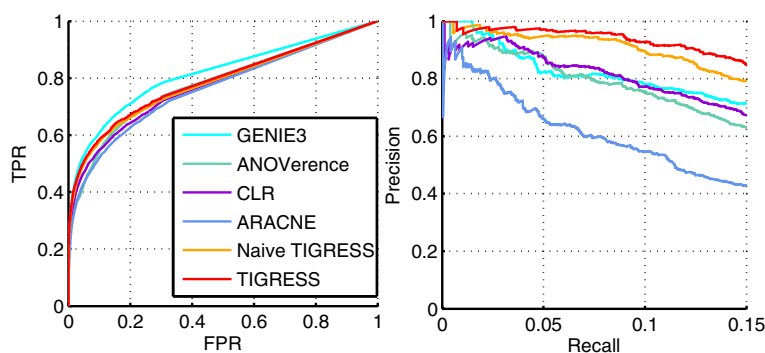 1
0.8
0.6
0.4
0.2
0
TPR
0
0.2
0.4
0.6
0.8
1
FPR
GENIE3
ANOVerence
CLR
ARACNE
Naive TIGRESS
TIGRESS
1
0.8
0.6
0.4
0.2
0
Precision
0
0.05
0.1
0.15
Recall